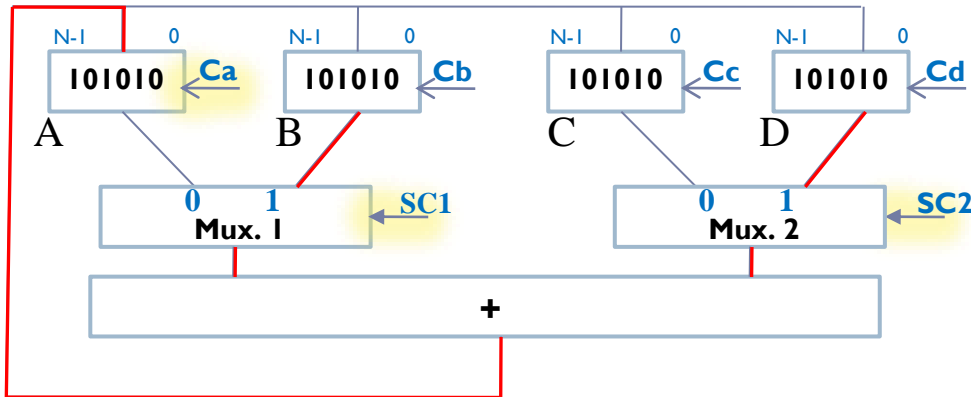 N-1 0 N-1 0 N-1 0 N-1 0
101010 Ca 101010 Cb 101010 Cc 101010 Cd
A B C D
0 1 SC1 0 1 SC2
Mux. 1 Mux. 2
+